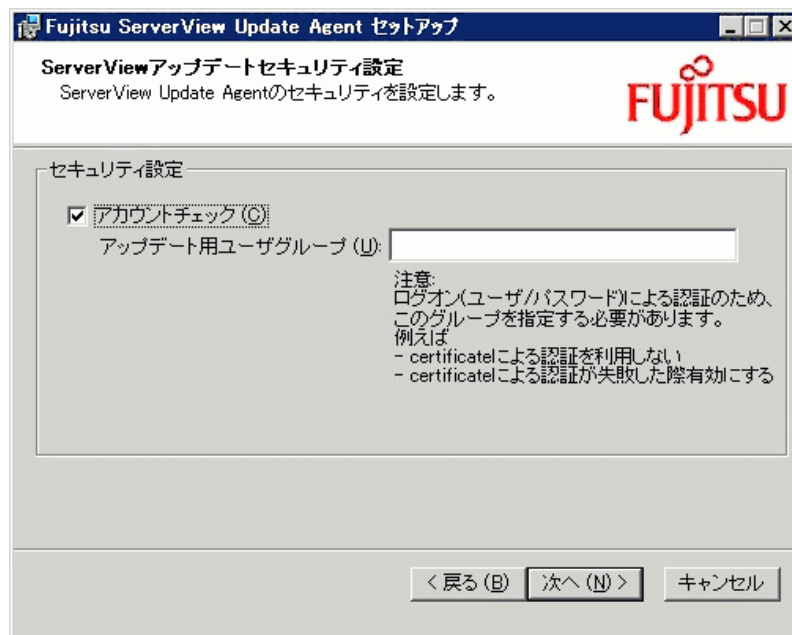 Fujitsu ServerView Update Agent セットアップ
ServerViewアップデートセキュリティ設定
ServerView Update Agentのセキュリティを設定します。
FUJITSU
セキュリティ設定
アカウントチェック(C)
アップデート用ユーザグループ (U):
注意:
ログオン(ユーザ/パスワード)による認証のため、
このグループを指定する必要があります。
例えば
- certificateによる認証を利用しない
- certificateによる認証が失敗した際有効にする
< 戻る(B)
次へ(N) >
キャンセル